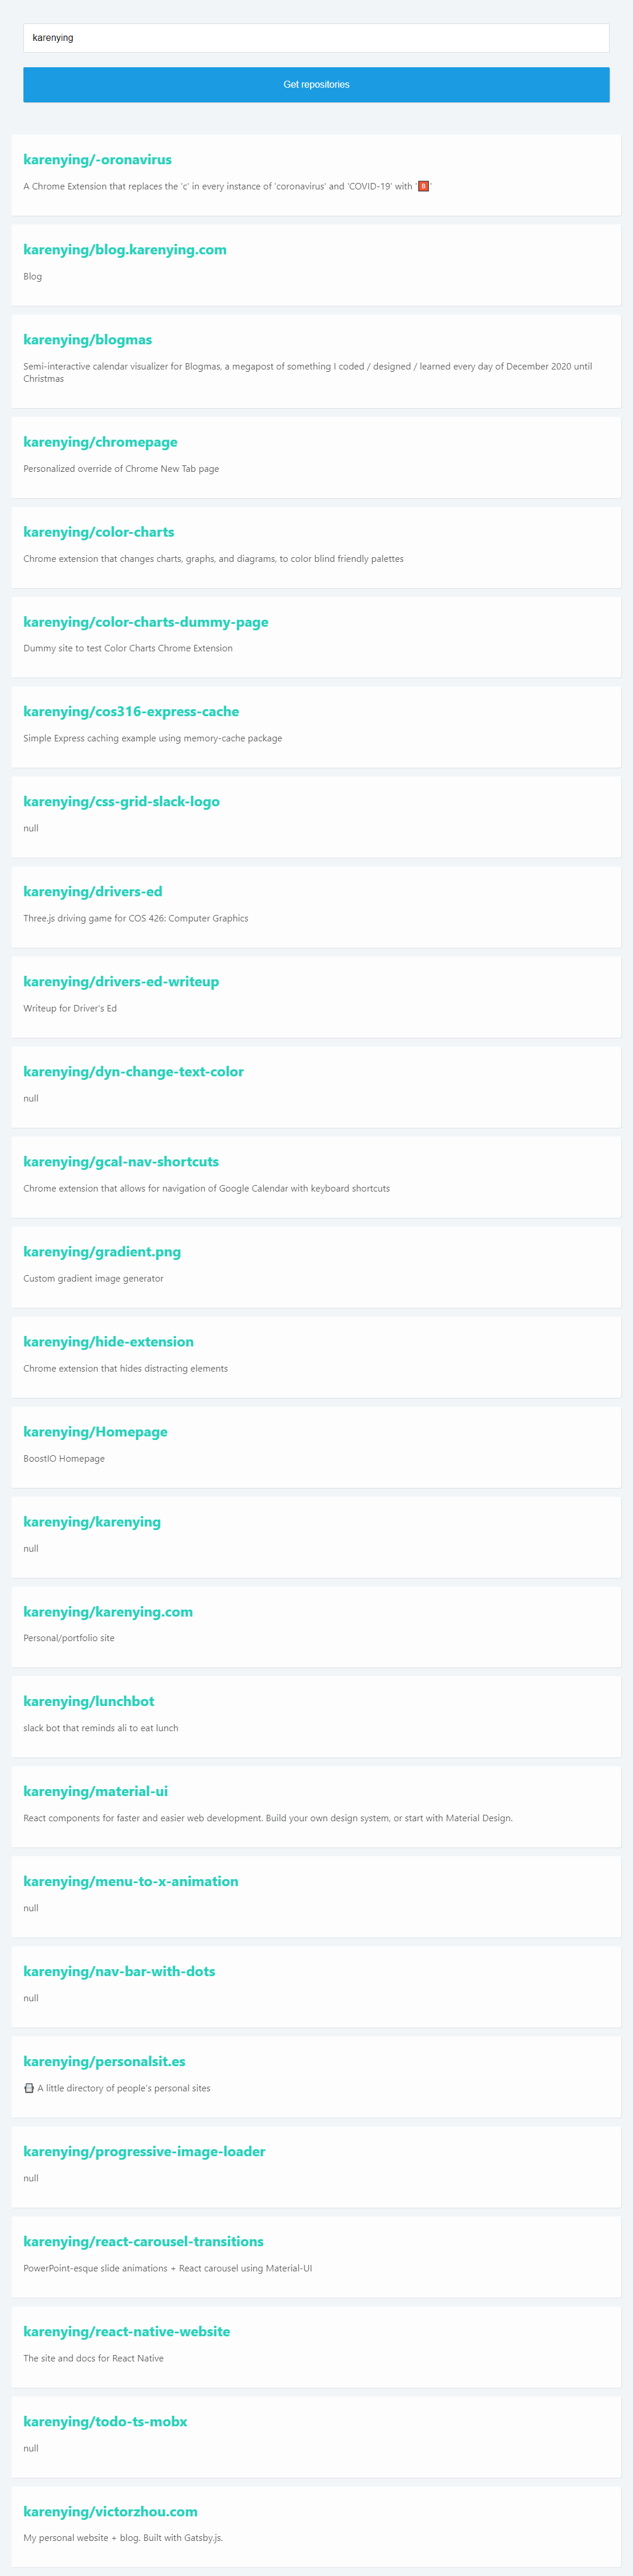 karenying
Get repositories
karenying/-oronavirus
A Chrome Extension that replaces the 'c' in every instance of 'coronavirus' and 'COVID-19' with '🅱️'
karenying/blog.karenying.com
Blog
karenying/blogmas
Semi-interactive calendar visualizer for Blogmas, a megapost of something I coded / designed / learned every day of December 2020 until
Christmas
karenying/chromepage
Personalized override of Chrome New Tab page
karenying/color-charts
Chrome extension that changes charts, graphs, and diagrams, to color blind friendly palettes
karenying/color-charts-dummy-page
Dummy site to test Color Charts Chrome Extension
karenying/cos316-express-cache
Simple Express caching example using memory-cache package
karenying/css-grid-slack-logo
null
karenying/drivers-ed
Three.js driving game for COS 426: Computer Graphics
karenying/drivers-ed-writeup
Writeup for Driver's Ed
karenying/dyn-change-text-color
null
karenying/gcal-nav-shortcuts
Chrome extension that allows for navigation of Google Calendar with keyboard shortcuts
karenying/gradient.png
Custom gradient image generator
karenying/hide-extension
Chrome extension that hides distracting elements
karenying/Homepage
BoostIO Homepage
karenying/karenying
null
karenying/karenying.com
Personal/portfolio site
karenying/lunchbot
slack bot that reminds ali to eat lunch
karenying/material-ui
React components for faster and easier web development. Build your own design system, or start with Material Design.
karenying/menu-to-x-animation
null
karenying/nav-bar-with-dots
null
karenying/personalsit.es
A little directory of people's personal sites
karenying/progressive-image-loader
null
karenying/react-carousel-transitions
PowerPoint-esque slide animations + React carousel using Material-UI
karenying/react-native-website
The site and docs for React Native
karenying/todo-ts-mobx
null
karenying/victorzhou.com
My personal website + blog. Built with Gatsby.js.